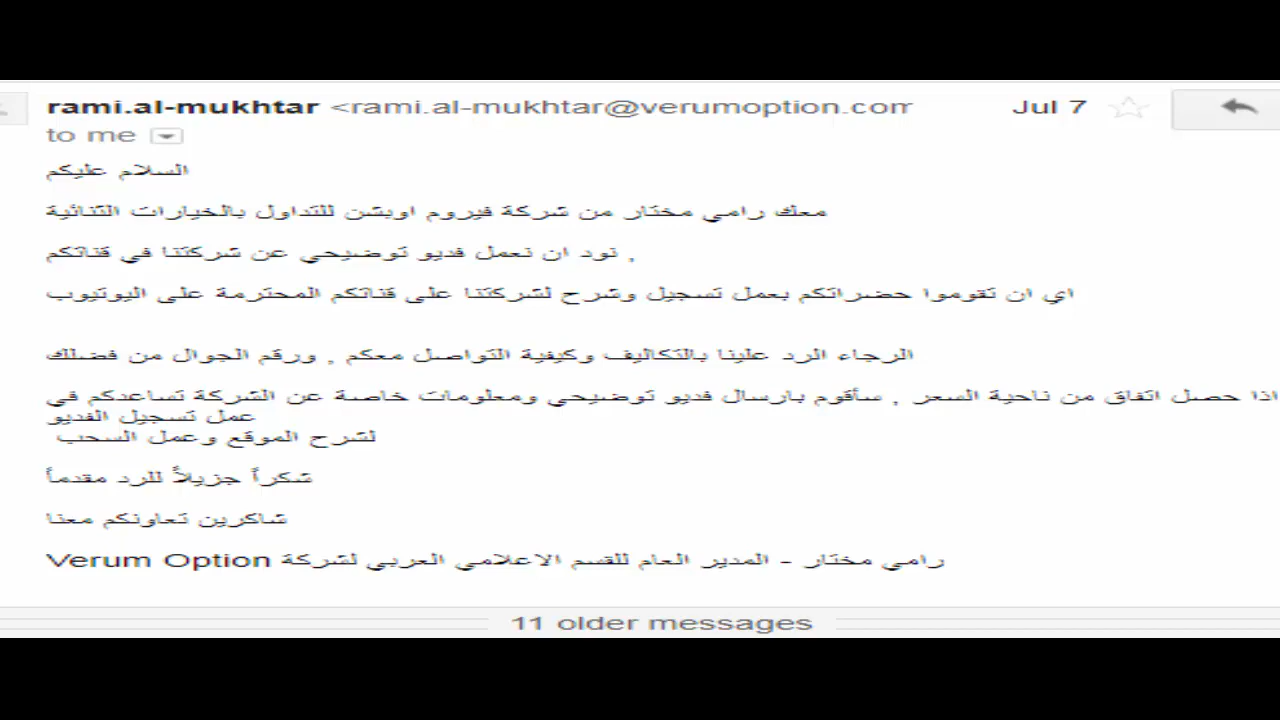 rami.al-mukhtar <rami.al-mukhtar@verumoption.com Jul 7
to me
السلام عليكم
معك رامي مختار من شركة فيروم اوبشن للتداول بالخيارات الثنائية
نود ان نعمل فديو توضيحي عن شركتنا في قناتكم ,
اي ان تقوموا حضراتكم بعمل تسجيل وشرح لشركتنا على قناتكم المحترمة على اليوتيوب
الرجاء الرد علينا بالتكاليف وكيفية التواصل معكم , ورقم الجوال من فضلك
اذا حصل اتفاق من ناحية السعر , سأقوم بارسال فديو توضيحي ومعلومات خاصة عن الشركة تساعدكم في
عمل تسجيل الفديو
لشرح الموقع وعمل السحب
شكراً جزيلاً للرد مقدماً
شاكرين تعاونكم معنا
رامي مختار - المدير العام للقسم الاعلامي العربي لشركة Verum Option
11 older messages